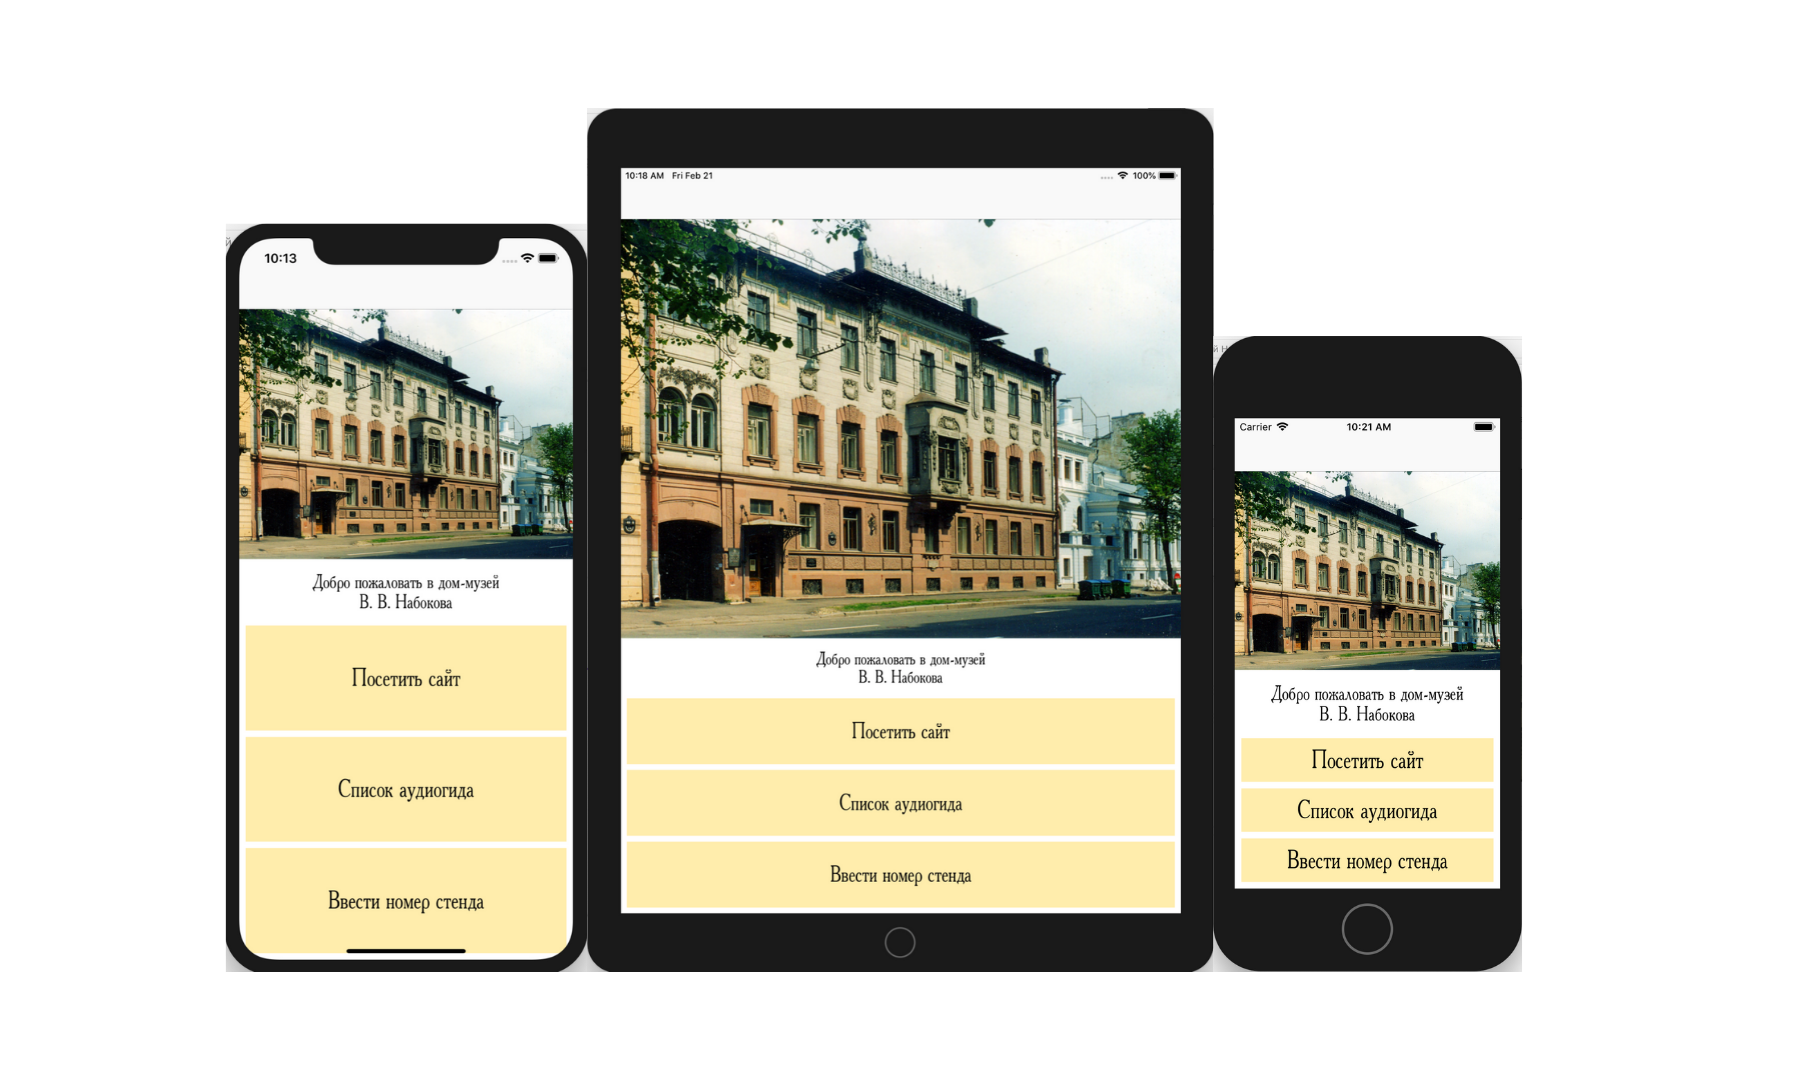 й
10:13
Добро пожаловать в дом-музей
В. В. Набокова
Посетить сайт
Список аудиогида
Ввести номер стенда
10:18 AM Fri Feb 21
100%
Добро пожаловать в дом-музей
В. В. Набокова
Посетить сайт
Список аудиогида
Ввести номер стенда
й Н
Carrier 10:21 AM
Добро пожаловать в дом-музей
В. В. Набокова
Посетить сайт
Список аудиогида
Ввести номер стенда